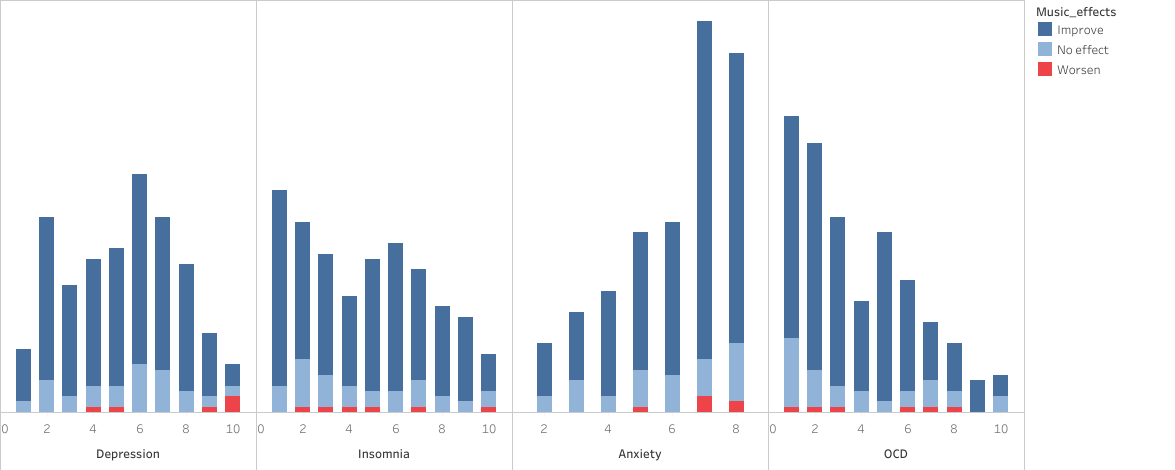 Music_effects
Improve
No effect
Worsen
0 2 4 6 8 10
0 2 4 6 8 10
2 4 6 8
0 2 4 6 8 10
Depression
Insomnia
Anxiety
OCD